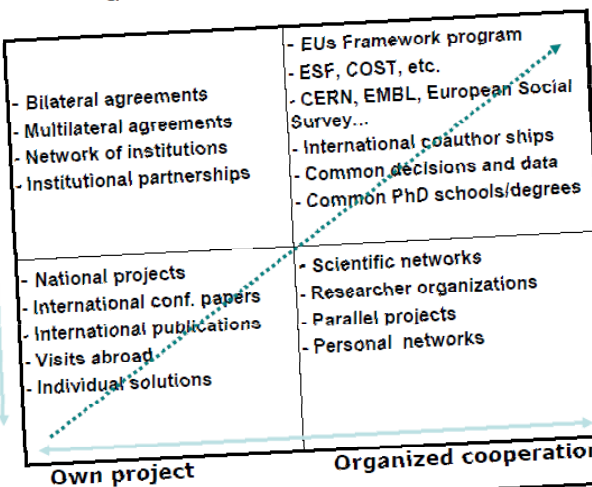 - Bilateral agreements
- Multilateral agreements
- Network of institutions
- Institutional partnerships
- EUs Framework program
- ESF, COST, etc.
- CERN, EMBL, European Social
Survey...
- International coauthor ships
- Common decisions and data
- Common PhD schools/degrees
- National projects
- International conf. papers
- International publications
- Visits abroad
- Individual solutions
- Scientific networks
- Researcher organizations
- Parallel projects
- Personal networks
Own project
Organized cooperation